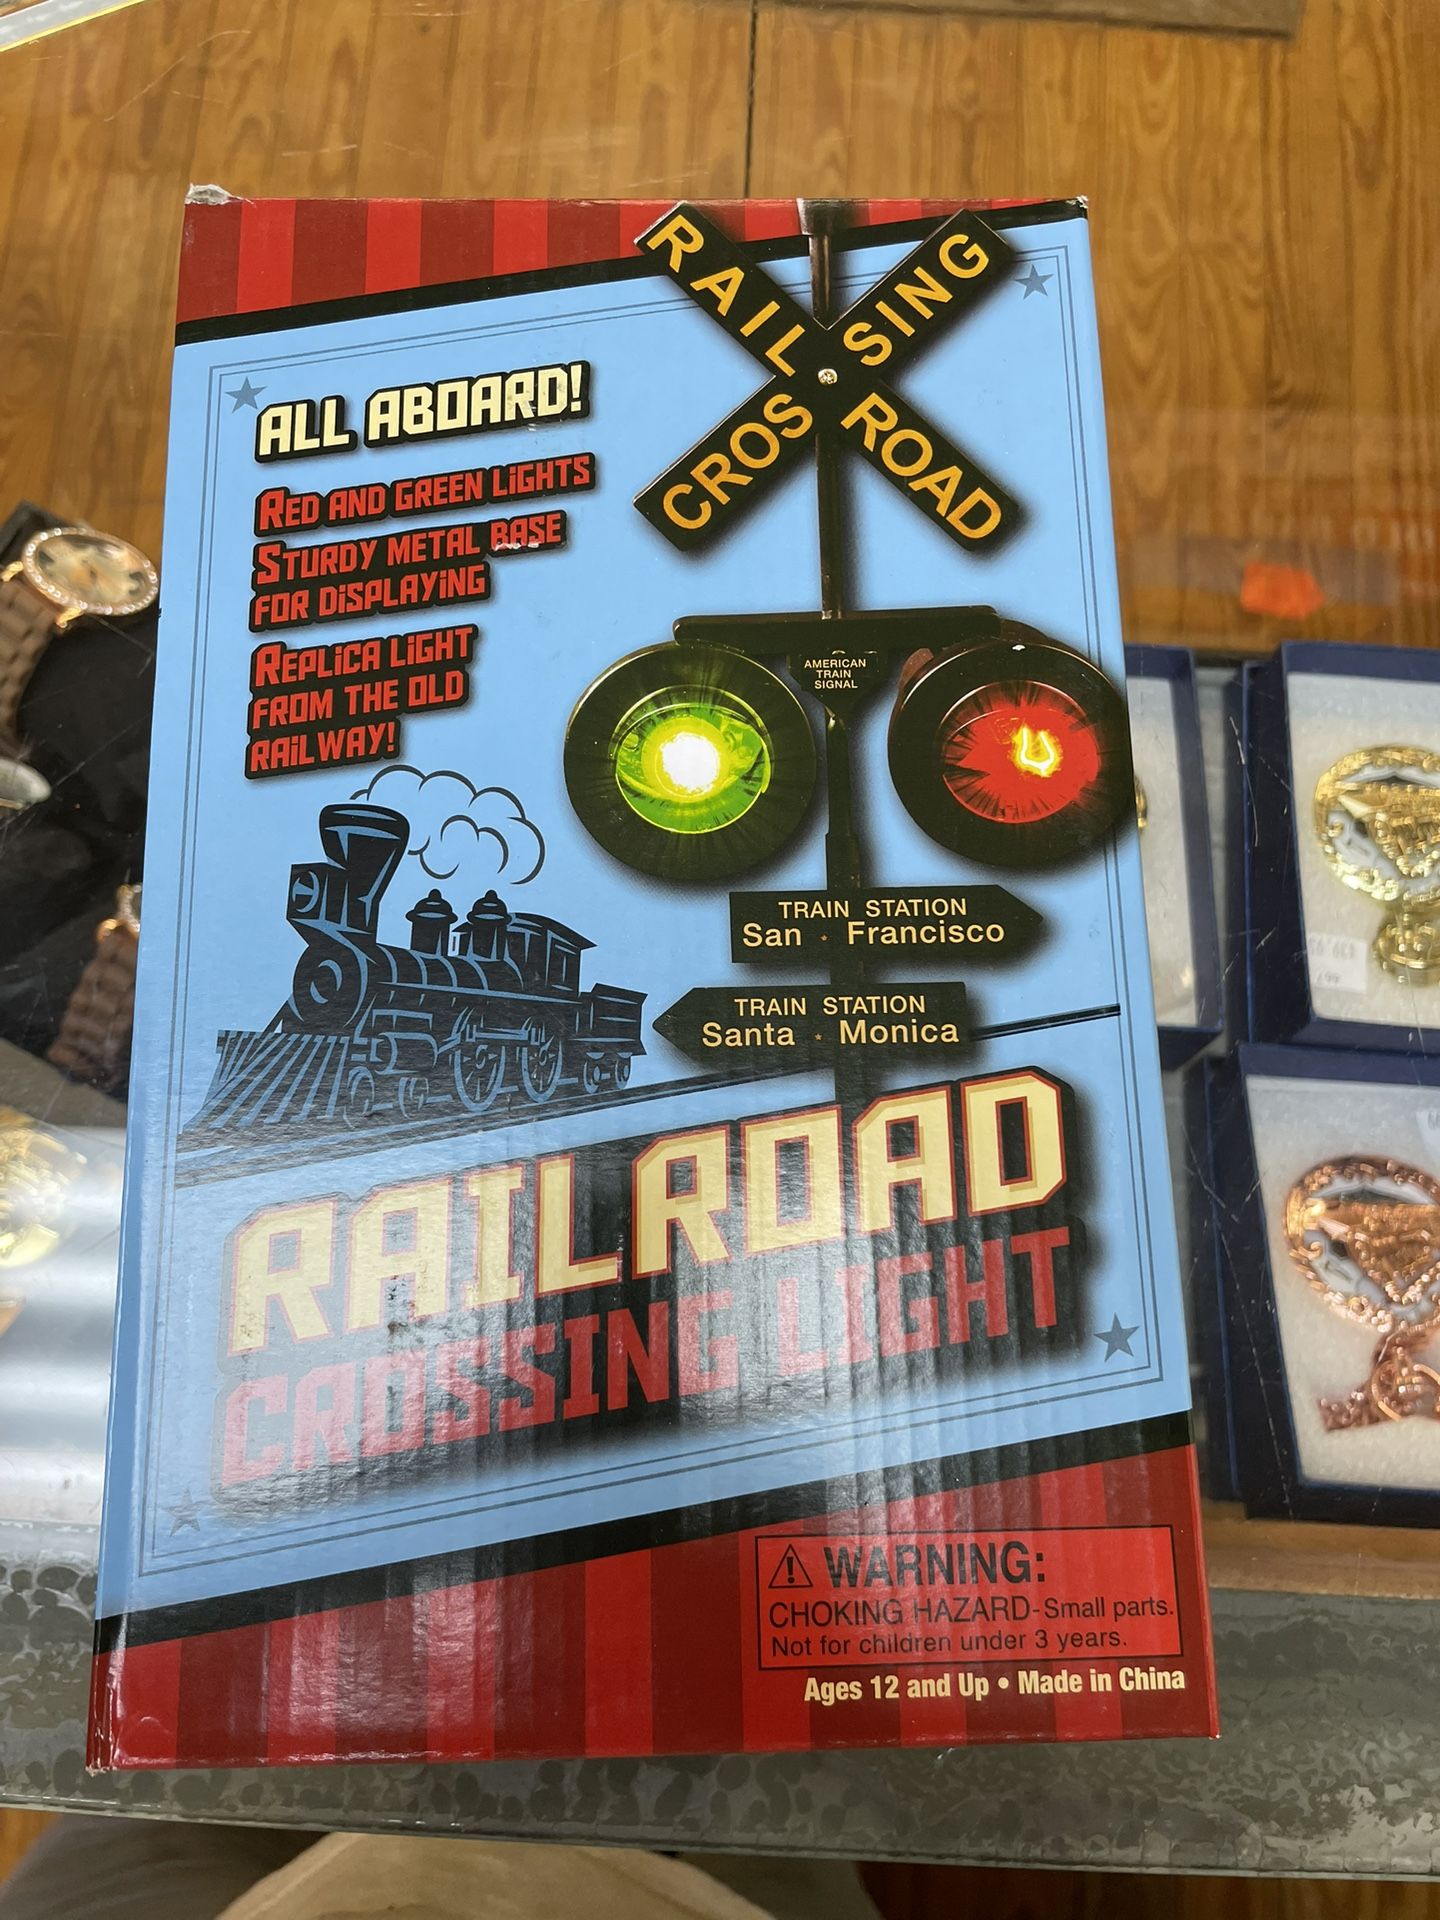 RAIL SING
CROS ROAD
ALL ABOARD!
RED AND GREEN LIGHTS
STURDY METAL BASE
FOR DISPLAYING
REPLICA LIGHT
FROM THE OLD
RAILWAY!
AMERICAN
TRAIN
SIGNAL
TRAIN STATION
San Francisco
TRAIN STATION
Santa Monica
RAILROAD
CROSSING LIGHT
WARNING:
CHOKING HAZARD-Small parts.
Not for children under 3 years.
Ages 12 and Up • Made in China